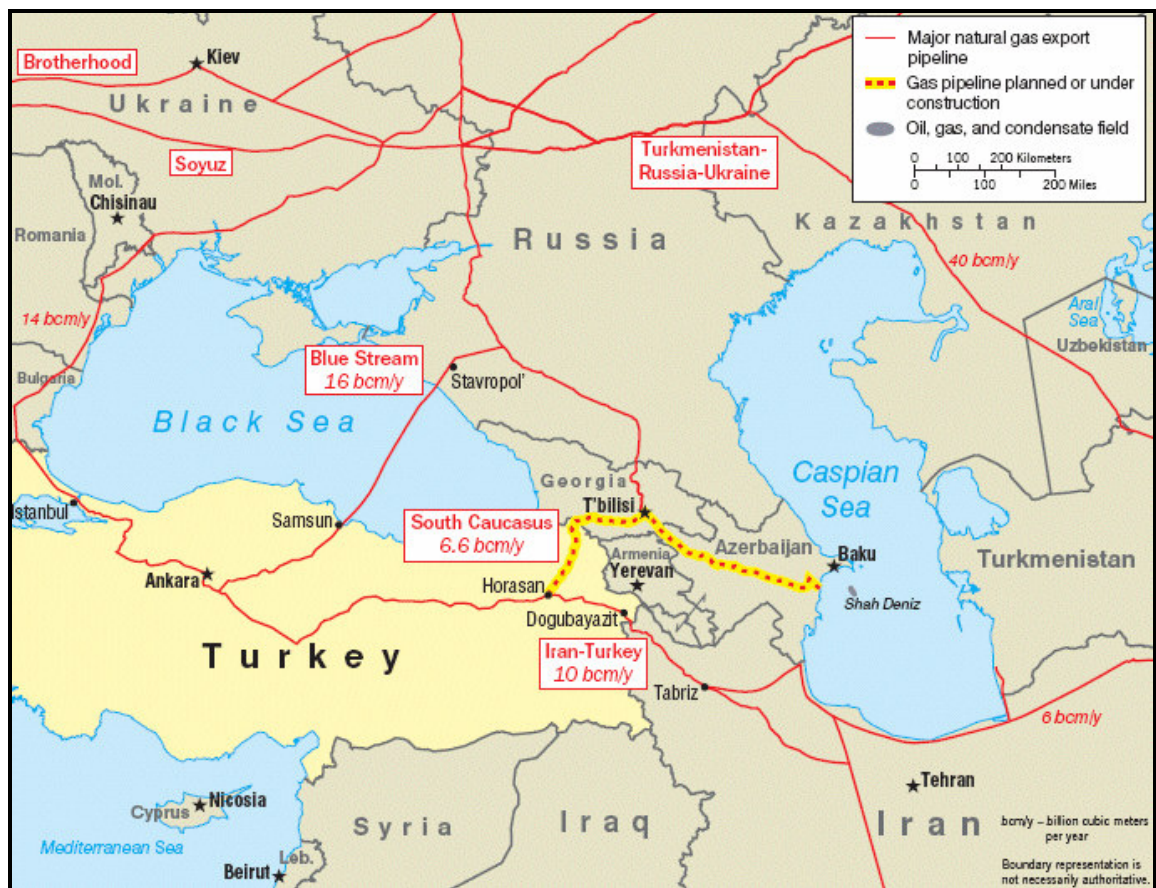 Major natural gas export
pipeline
Gas pipeline planned or under
construction
Oil, gas, and condensate field
0 100 200 Kilometers
0 100 200 Miles
Brotherhood
Kiev
Ukraine
Soyuz
Turkmenistan-
Russia-Ukraine
Mol.
Chisinau
Romania
Russia
Kazakhstan
40 bcm/y
Aral
Sea
Uzbekistan
14 bcm/y
Bulgaria
Blue Stream
16 bcm/y
Stavropol'
Black Sea
Caspian
Sea
Georgia
T'bilisi
Istanbul
Samsun
South Caucasus
6.6 bcm/y
Armenia
Yerevan
Azerbaijan
Baku
Turkmenistan
Ankara
Horasan
Shah Deniz
Dogubayazit
Turkey
Iran-Turkey
10 bcm/y
Tabriz
6 bcm/y
Tehran
Cyprus
Nicosia
Syria
Iraq
Iran
bcm/y – billion cubic meters
per year
Mediterranean Sea
Leb.
Beirut
Boundary representation is
not necessarily authoritative.